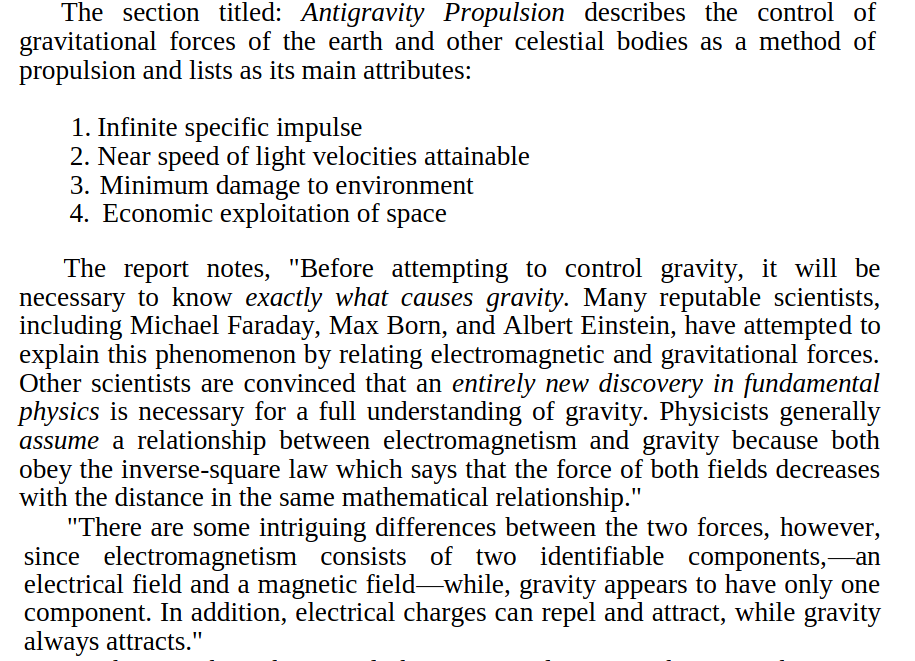 The section titled: Antigravity Propulsion describes the control of
gravitational forces of the earth and other celestial bodies as a method of
propulsion and lists as its main attributes:
1. Infinite specific impulse
2. Near speed of light velocities attainable
3. Minimum damage to environment
4. Economic exploitation of space
The report notes, "Before attempting to control gravity, it will be
necessary to know exactly what causes gravity. Many reputable scientists,
including Michael Faraday, Max Born, and Albert Einstein, have attempted to
explain this phenomenon by relating electromagnetic and gravitational forces.
Other scientists are convinced that an entirely new discovery in fundamental
physics is necessary for a full understanding of gravity. Physicists generally
assume a relationship between electromagnetism and gravity because both
obey the inverse-square law which says that the force of both fields decreases
with the distance in the same mathematical relationship."
"There are some intriguing differences between the two forces, however,
since electromagnetism consists of two identifiable components,—an
electrical field and a magnetic field—while, gravity appears to have only one
component. In addition, electrical charges can repel and attract, while gravity
always attracts."